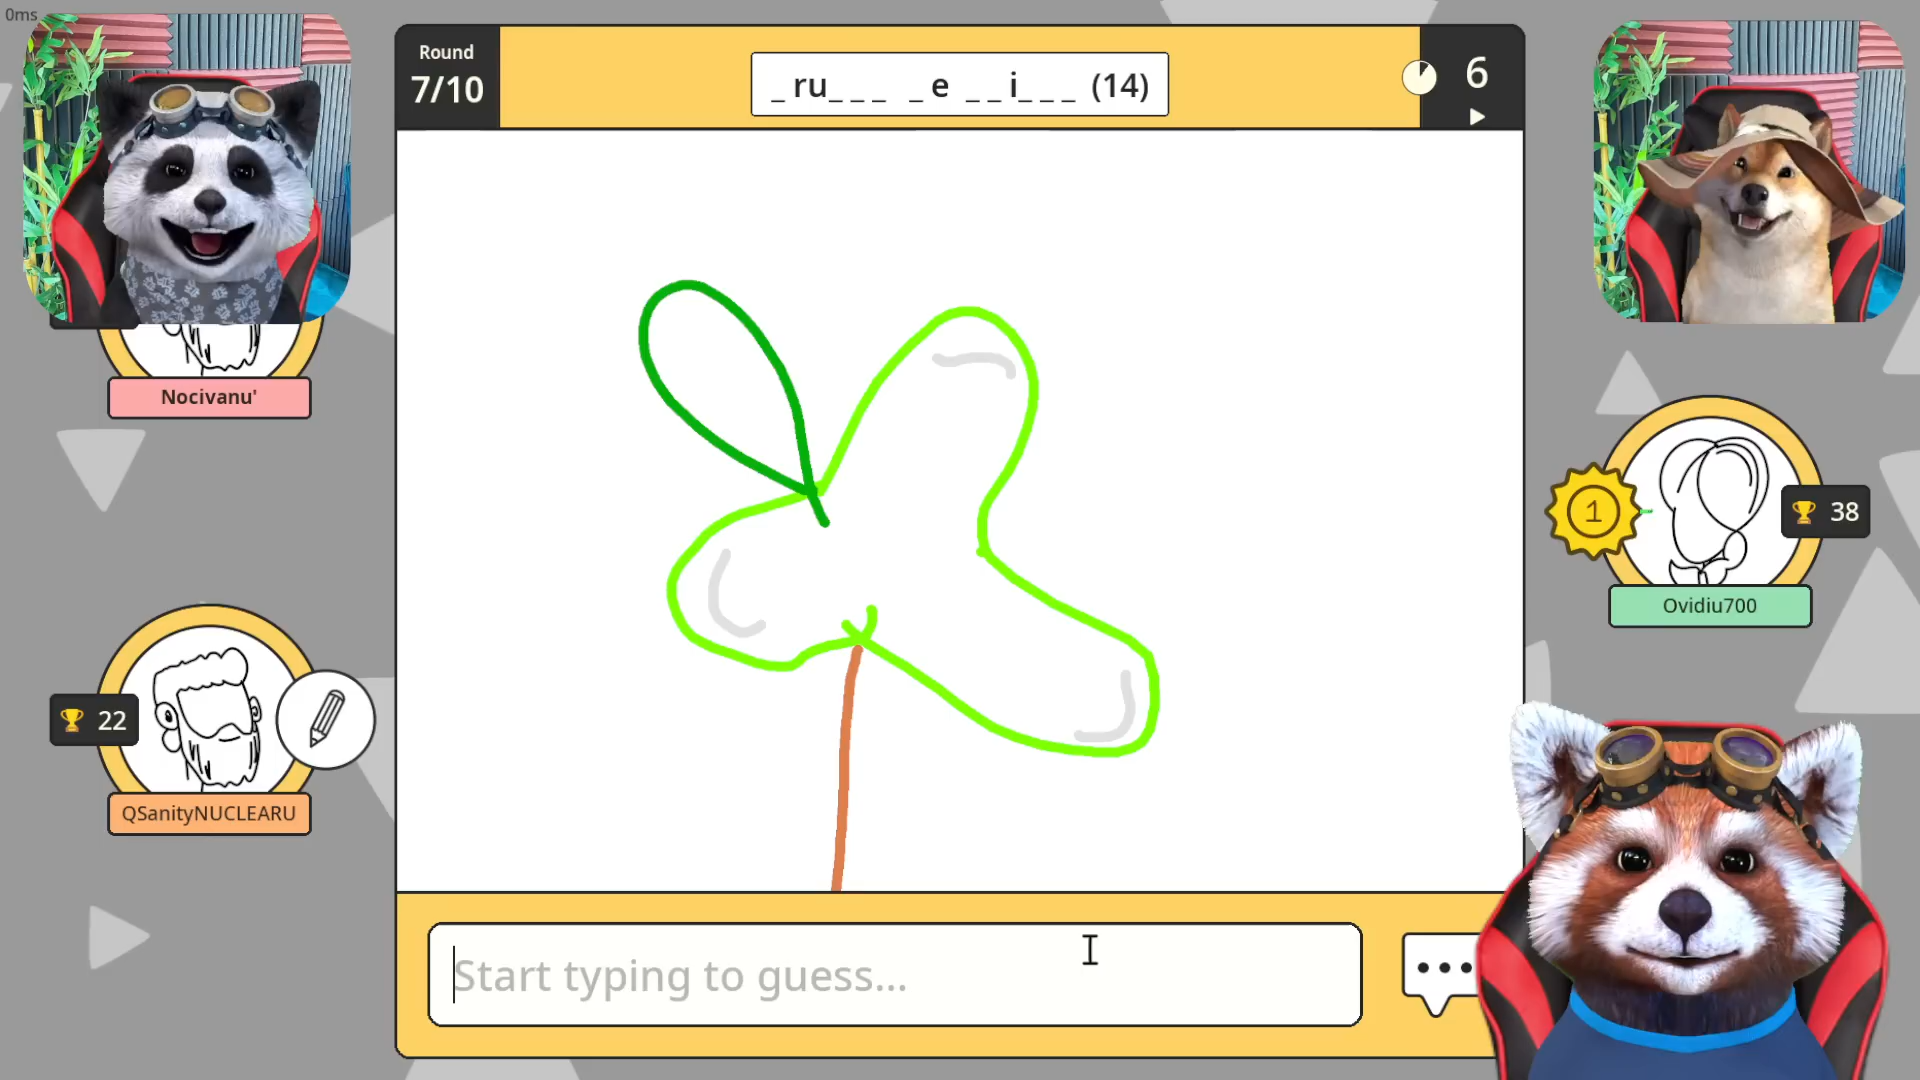 0ms
Round
7/10
_ru___ _e __i___ (14)
6
Nocivanu'
1
38
Ovidiu700
22
QSanityNUCLEARU
Start typing to guess...